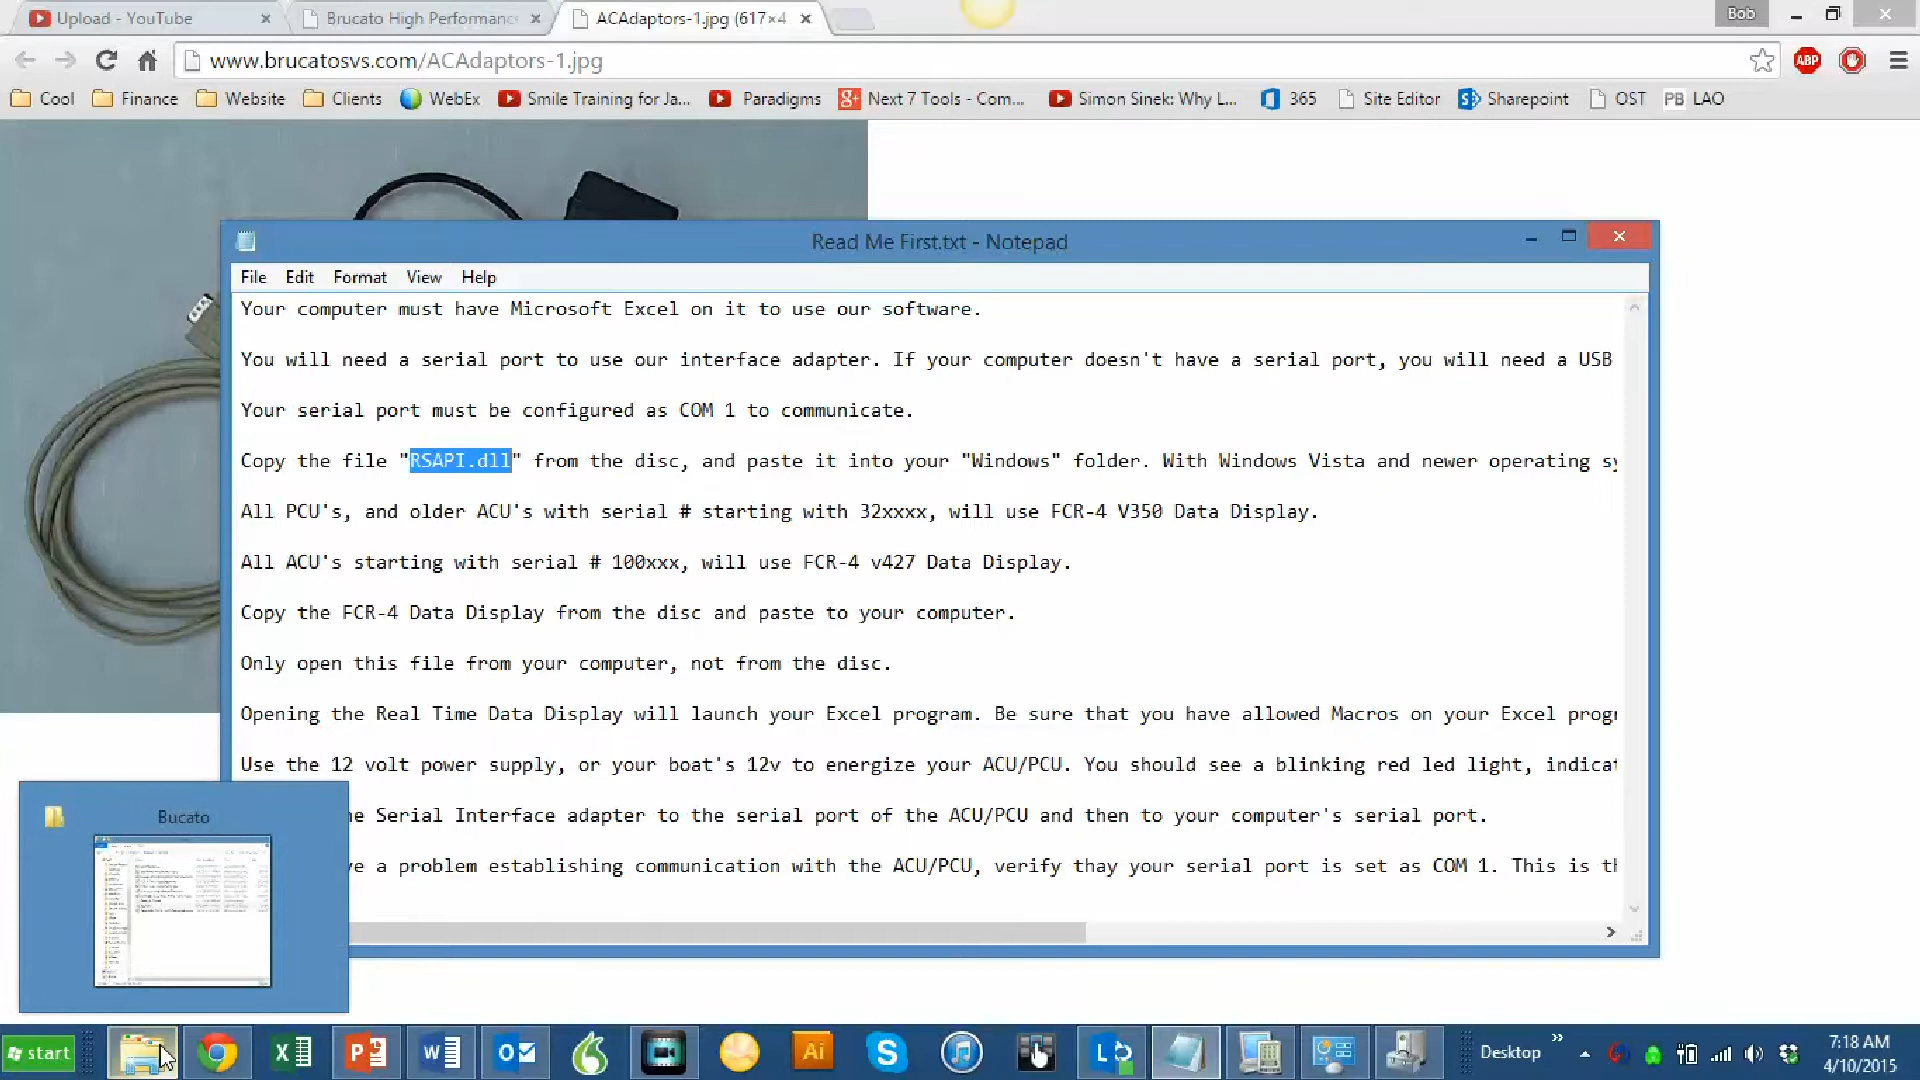 Upload - YouTube
Brucato High Performanc
ACAdaptors-1.jpg (617×4
Bob
www.brucatosvs.com/ACAdaptors-1.jpg
ABP
Cool
Finance
Website
Clients
WebEx
Smile Training for Ja...
Paradigms
Next 7 Tools - Com...
Simon Sinek: Why L...
365
Site Editor
Sharepoint
OST
PB LAO
Read Me First.txt - Notepad
File Edit Format View Help
Your computer must have Microsoft Excel on it to use our software.
You will need a serial port to use our interface adapter. If your computer doesn't have a serial port, you will need a USB
Your serial port must be configured as COM 1 to communicate.
Copy the file "RSAPI.dll" from the disc, and paste it into your "Windows" folder. With Windows Vista and newer operating sy
All PCU's, and older ACU's with serial # starting with 32xxxx, will use FCR-4 V350 Data Display.
All ACU's starting with serial # 100xxx, will use FCR-4 v427 Data Display.
Copy the FCR-4 Data Display from the disc and paste to your computer.
Only open this file from your computer, not from the disc.
Opening the Real Time Data Display will launch your Excel program. Be sure that you have allowed Macros on your Excel progr
Use the 12 volt power supply, or your boat's 12v to energize your ACU/PCU. You should see a blinking red led light, indicat
he Serial Interface adapter to the serial port of the ACU/PCU and then to your computer's serial port.
ve a problem establishing communication with the ACU/PCU, verify thay your serial port is set as COM 1. This is th
Bucato
start
Desktop
7:18 AM
4/10/2015